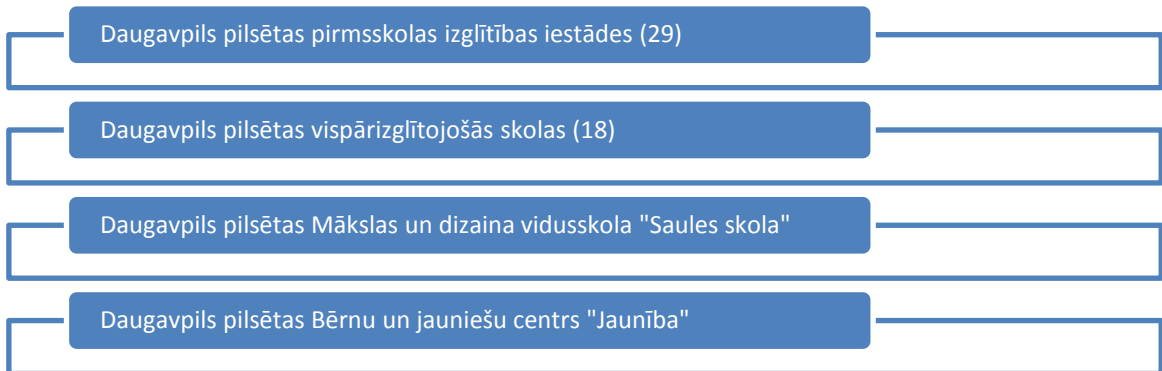 Daugavpils pilsētas pirmsskolas izglītības iestādes (29)
Daugavpils pilsētas vispārizglītojošās skolas (18)
Daugavpils pilsētas Mākslas un dizaina vidusskola "Saules skola"
Daugavpils pilsētas Bērnu un jauniešu centrs "Jaunība"